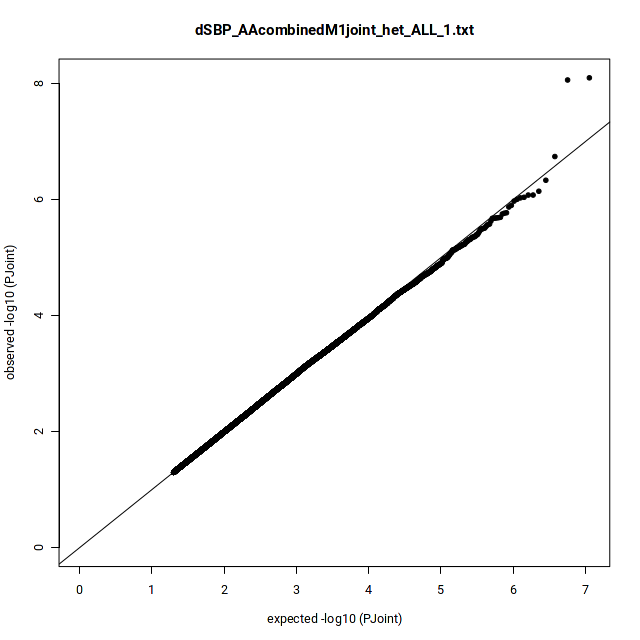 dSBP_AAcombinedM1joint_het_ALL_1.txt
8
6
4
2
0
observed -log10 (PJoint)
0 1 2 3 4 5 6 7
expected -log10 (PJoint)